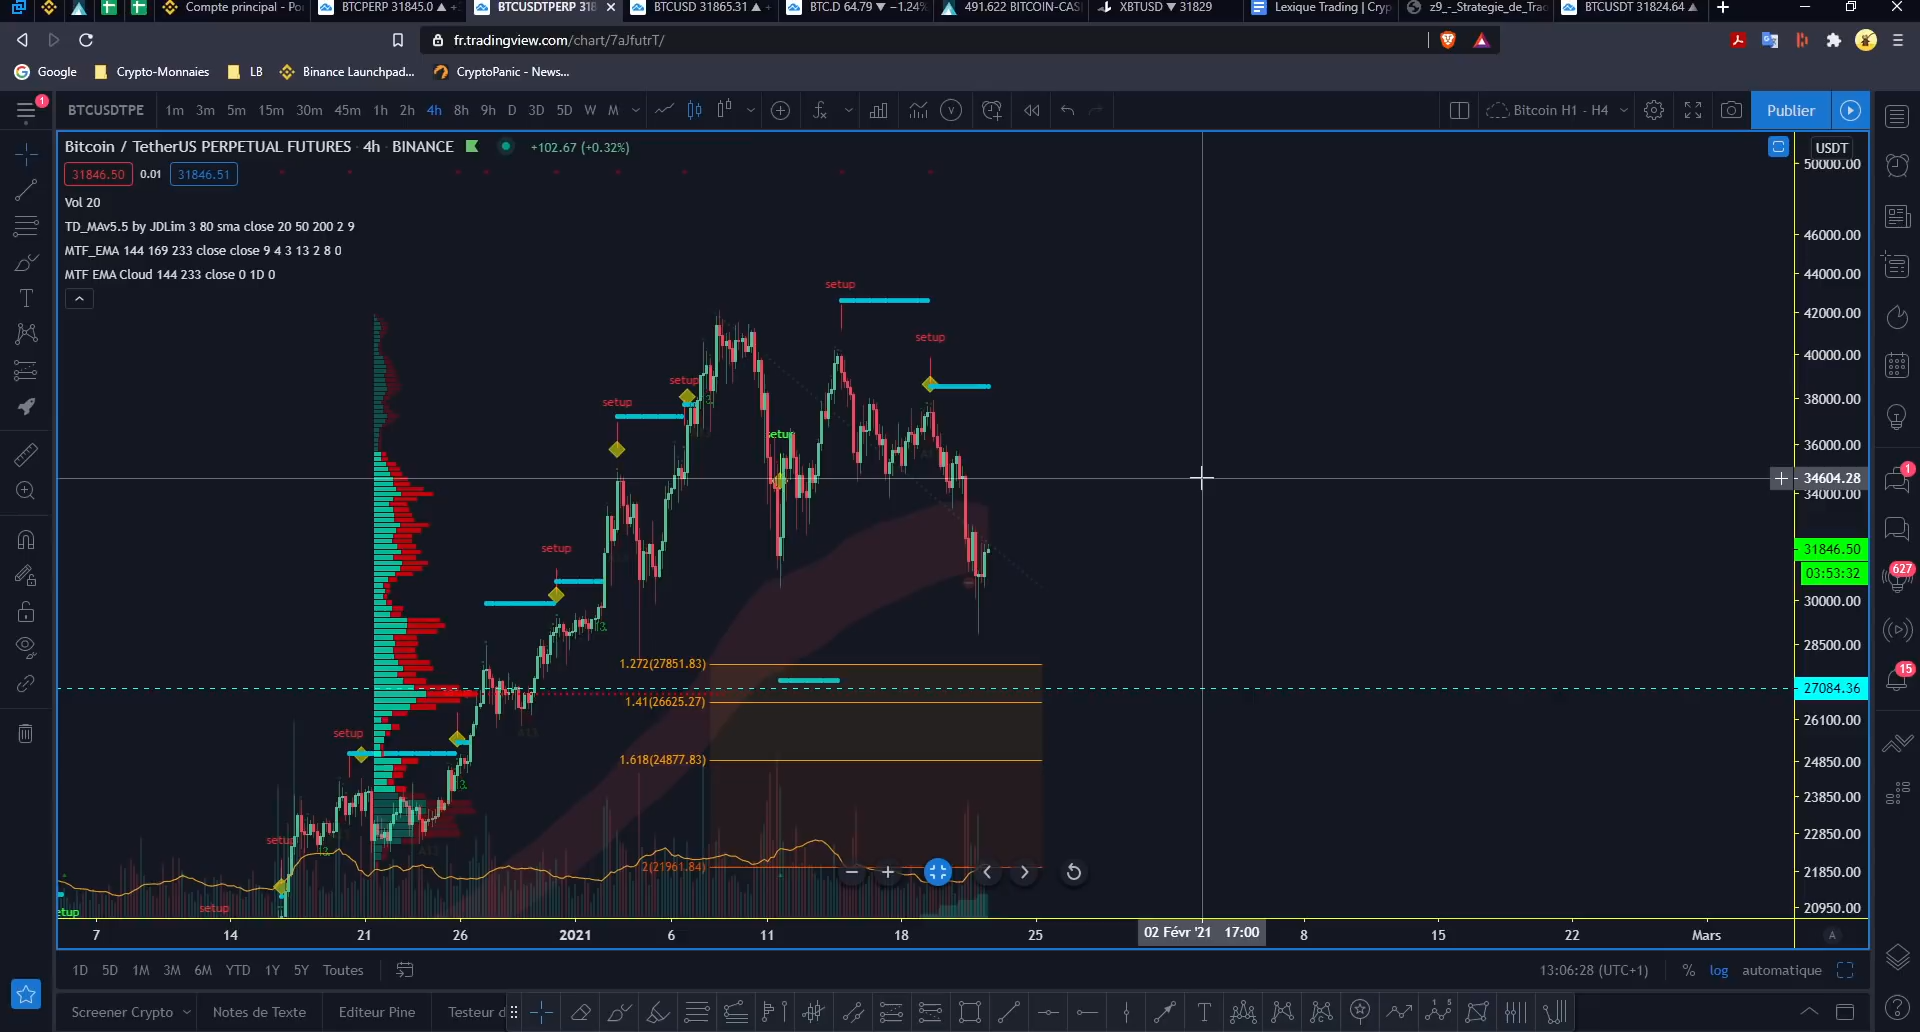 Compte principal - Po
BTCPERP 31845.0
BTCUSDTPERP 318
BTCUSD 31865.31
BTC.D 64.79 ▼ −1.24%
491.622 BITCOIN-CAS
XBTUSD ▼ 31829
Lexique Trading | Cryp
z9_-_Strategie_de_Trad
BTCUSDT 31824.64 ▲
fr.tradingview.com/chart/7aJfutrT/
Google
Crypto-Monnaies
LB
Binance Launchpad...
CryptoPanic - News...
1
BTCUSDTPE
1m 3m 5m 15m 30m 45m 1h 2h 4h 8h 9h D 3D 5D W M
Bitcoin H1 - H4
Publier
Bitcoin / TetherUS PERPETUAL FUTURES · 4h · BINANCE
+102.67 (+0.32%)
USDT
31846.50 0.01 31846.51
Vol 20
TD_MAv5.5 by JDLim 3 80 sma close 20 50 200 2 9
MTF_EMA 144 169 233 close close 9 4 3 13 2 8 0
MTF EMA Cloud 144 233 close 0 1D 0
50000.00
46000.00
44000.00
42000.00
40000.00
38000.00
36000.00
34604.28
34000.00
31846.50
03:53:32
30000.00
28500.00
27084.36
26100.00
24850.00
23850.00
22850.00
21850.00
20950.00
setup
setup
setup
setup
setup
setup
setup
setup
setup
etup
1.272(27851.83)
1.41(26625.27)
1.618(24877.83)
2(21961.84)
1
627
15
7 14 21 26 2021 6 11 18 25
02 Févr '21 17:00
8 15 22 Mars
A
1D 5D 1M 3M 6M YTD 1Y 5Y Toutes
13:06:28 (UTC+1)
% log automatique
Screener Crypto
Notes de Texte
Editeur Pine
Testeur d